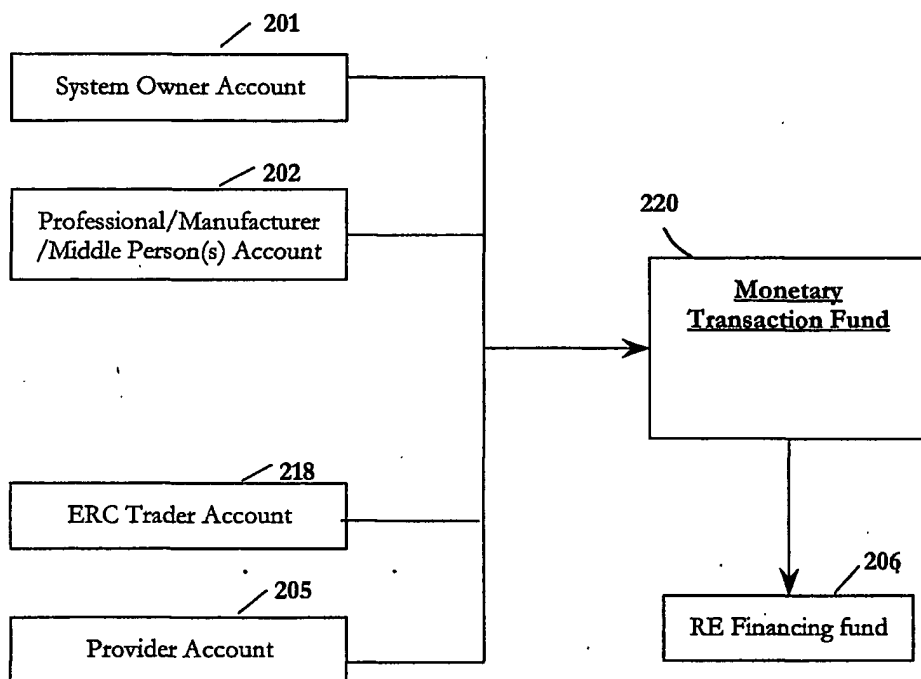 201
System Owner Account
202
Professional/Manufacturer
/Middle Person(s) Account
220
Monetary
Transaction Fund
218
ERC Trader Account
205
Provider Account
206
RE Financing fund